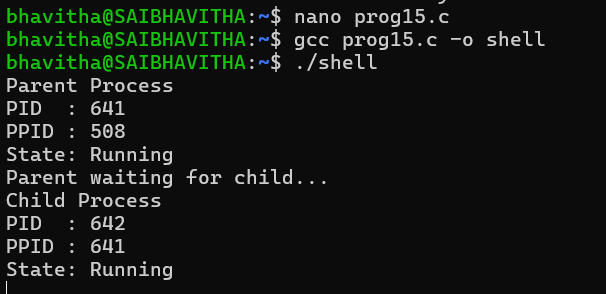 bhavitha@SAIBHAVITHA:~$ nano prog15.c
bhavitha@SAIBHAVITHA:~$ gcc prog15.c -o shell
bhavitha@SAIBHAVITHA:~$ ./shell
Parent Process
PID  : 641
PPID : 508
State: Running
Parent waiting for child...
Child Process
PID  : 642
PPID : 641
State: Running